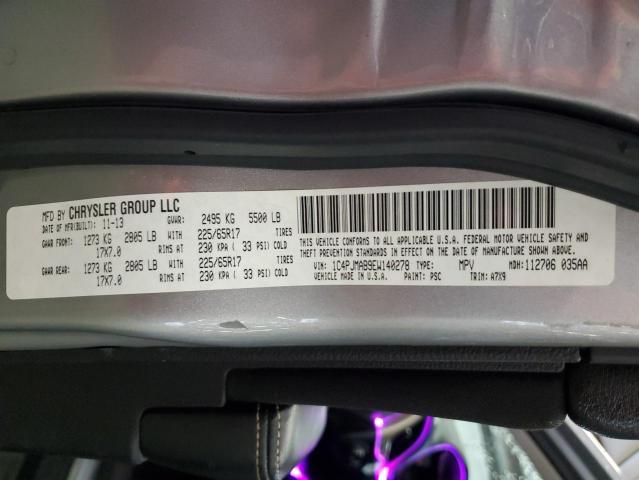 MFD BY CHRYSLER GROUP LLC
DATE OF MFR(BUILT): 11-13 GVWR: 2495 KG 5500 LB
GAWR FRONT: 1273 KG 2805 LB WITH 225/65R17 TIRES
17X7.0 RIMS AT 230 KPA ( 33 PSI) COLD
GAWR REAR: 1273 KG 2805 LB WITH 225/65R17 TIRES
17X7.0 RIMS AT 230 KPA ( 33 PSI) COLD
THIS VEHICLE CONFORMS TO ALL APPLICABLE U.S.A. FEDERAL MOTOR VEHICLE SAFETY AND
THEFT PREVENTION STANDARDS IN EFFECT ON THE DATE OF MANUFACTURE SHOWN ABOVE.
VIN: 1C4PJMAB9EW140278 TYPE: MPV MDH: 112706 035AA
VEHICLE MADE IN U.S.A. PAINT: PSC TRIM: A7X9